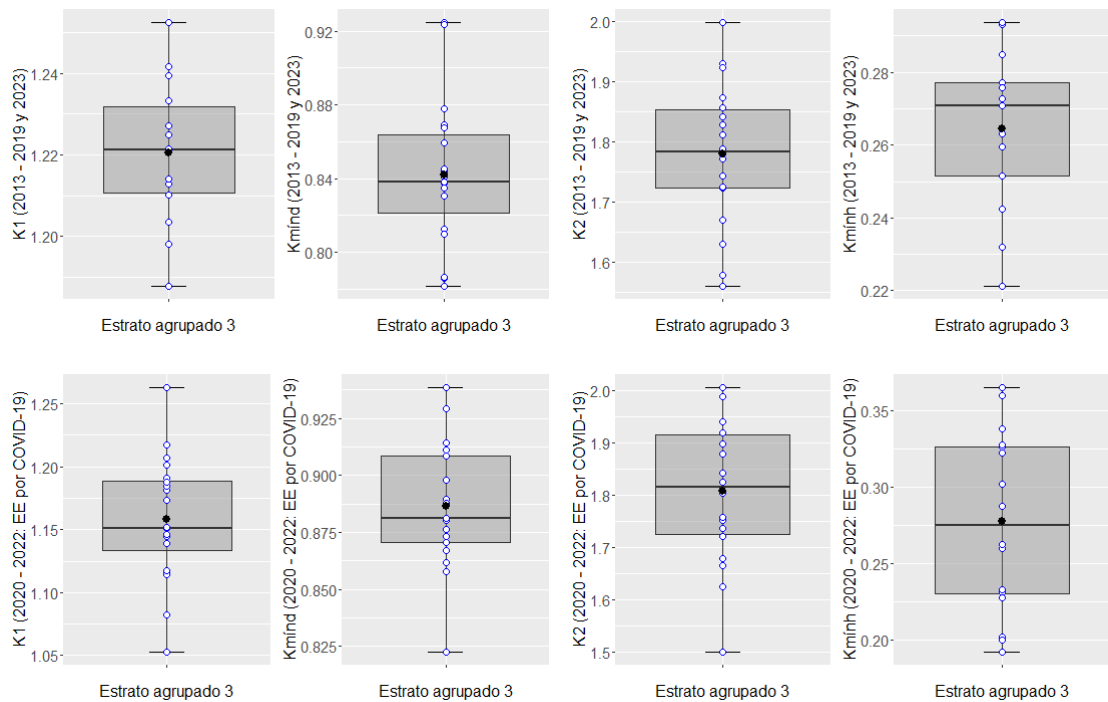 K1 (2013 - 2019 y 2023)
1.24
1.22
1.20
Estrato agrupado 3
Kmínd (2013 - 2019 y 2023)
0.92
0.88
0.84
0.80
Estrato agrupado 3
K2 (2013 - 2019 y 2023)
2.0
1.9
1.8
1.7
1.6
Estrato agrupado 3
Kmính (2013 - 2019 y 2023)
0.28
0.26
0.24
0.22
Estrato agrupado 3
K1 (2020 - 2022: EE por COVID-19)
1.25
1.20
1.15
1.10
1.05
Estrato agrupado 3
Kmínd (2020 - 2022: EE por COVID-19)
0.925
0.900
0.875
0.850
0.825
Estrato agrupado 3
K2 (2020 - 2022: EE por COVID-19)
2.0
1.9
1.8
1.7
1.6
1.5
Estrato agrupado 3
Kmính (2020 - 2022: EE por COVID-19)
0.35
0.30
0.25
0.20
Estrato agrupado 3